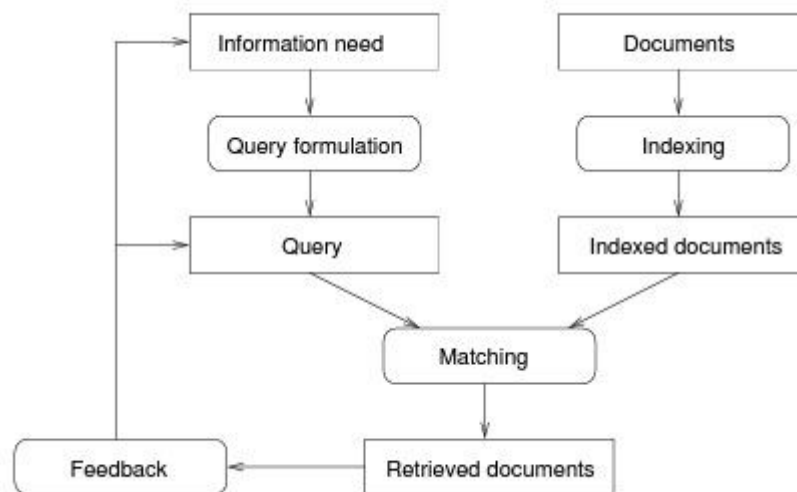 Information need
Documents
Query formulation
Indexing
Query
Indexed documents
Matching
Feedback
Retrieved documents